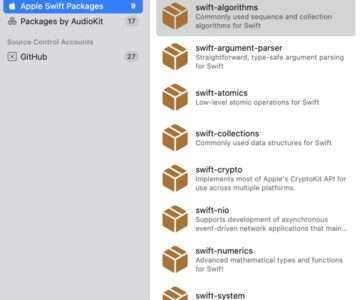 Apple Swift Packages 9
Packages by AudioKit 17
Source Control Accounts
GitHub 27
swift-algorithms
Commonly used sequence and collection
algorithms for Swift
swift-argument-parser
Straightforward, type-safe argument parsing
for Swift
swift-atomics
Low-level atomic operations for Swift
swift-collections
Commonly used data structures for Swift
swift-crypto
Implements most of Apple's CryptoKit API for
use across multiple platforms.
swift-nio
Supports development of asynchronous
event-driven network applications that main...
swift-numerics
Advanced mathematical types and functions
for Swift
swift-system